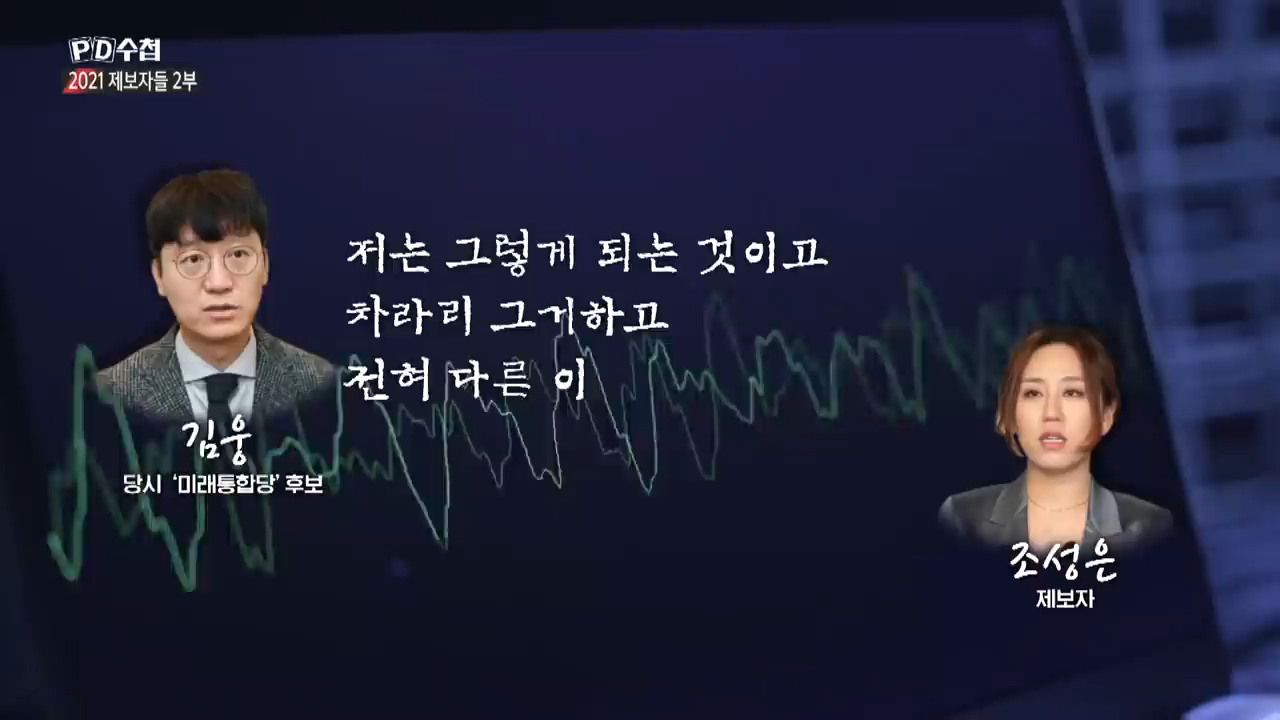 PD수첩
2021 제보자들 2부
저는 그렇게 되는 것이고
차라리 그거하고
전혀 다른 이
김웅
당시 '미래통합당' 후보
조성은
제보자